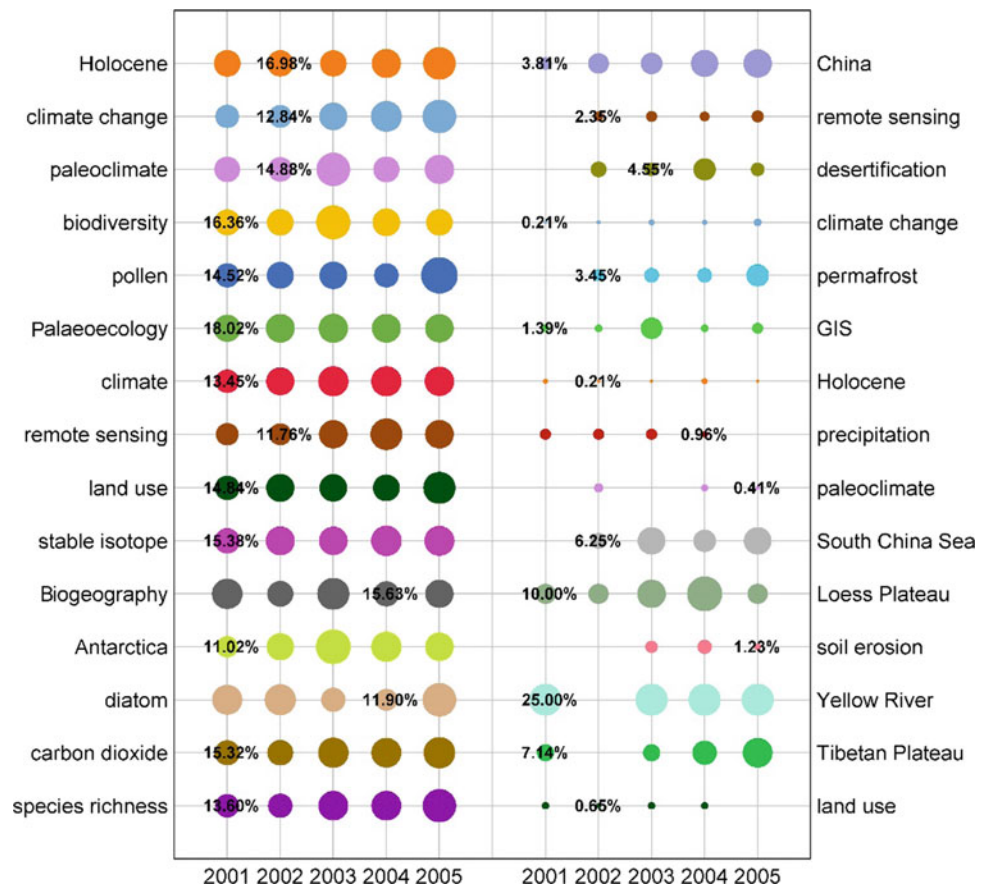 Holocene 16.98% 3.81% China
climate change 12.84% 2.35% remote sensing
paleoclimate 14.88% 4.55% desertification
biodiversity 16.36% 0.21% climate change
pollen 14.52% 3.45% permafrost
Palaeoecology 18.02% 1.39% GIS
climate 13.45% 0.21% Holocene
remote sensing 11.76% 0.96% precipitation
land use 14.84% 0.41% paleoclimate
stable isotope 15.38% 6.25% South China Sea
Biogeography 15.63% 10.00% Loess Plateau
Antarctica 11.02% 1.23% soil erosion
diatom 11.90% 25.00% Yellow River
carbon dioxide 15.32% 7.14% Tibetan Plateau
species richness 13.60% 0.65% land use
2001 2002 2003 2004 2005 2001 2002 2003 2004 2005